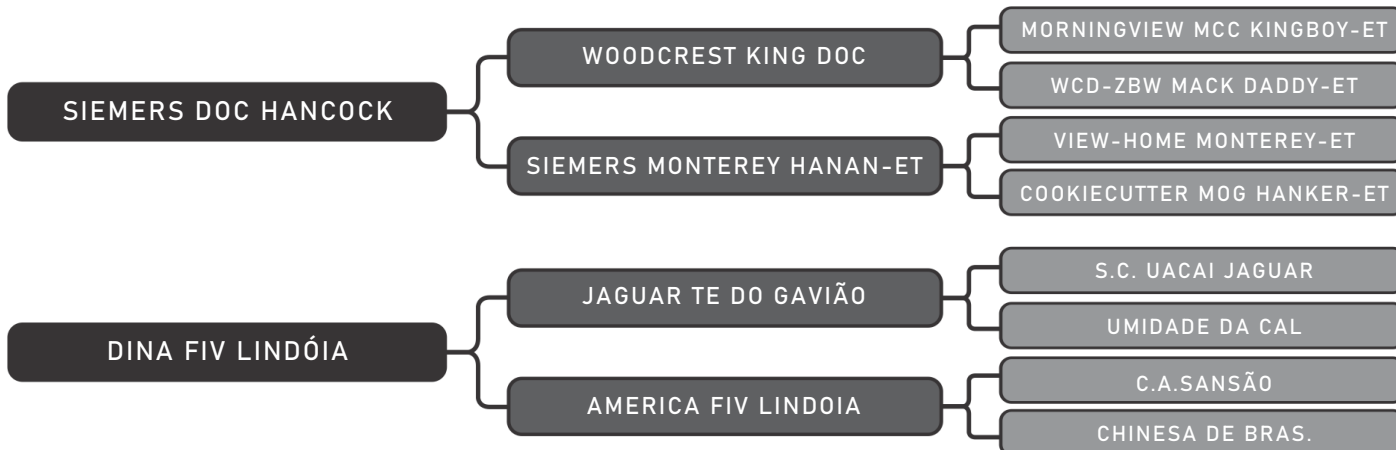 SIEMERS DOC HANCOCK
WOODCREST KING DOC
MORNINGVIEW MCC KINGBOY-ET
WCD-ZBW MACK DADDY-ET
SIEMERS MONTEREY HANAN-ET
VIEW-HOME MONTEREY-ET
COOKIECUTTER MOG HANKER-ET
DINA FIV LINDÓIA
JAGUAR TE DO GAVIÃO
S.C. UACAI JAGUAR
UMIDADE DA CAL
AMERICA FIV LINDOIA
C.A.SANSÃO
CHINESA DE BRAS.